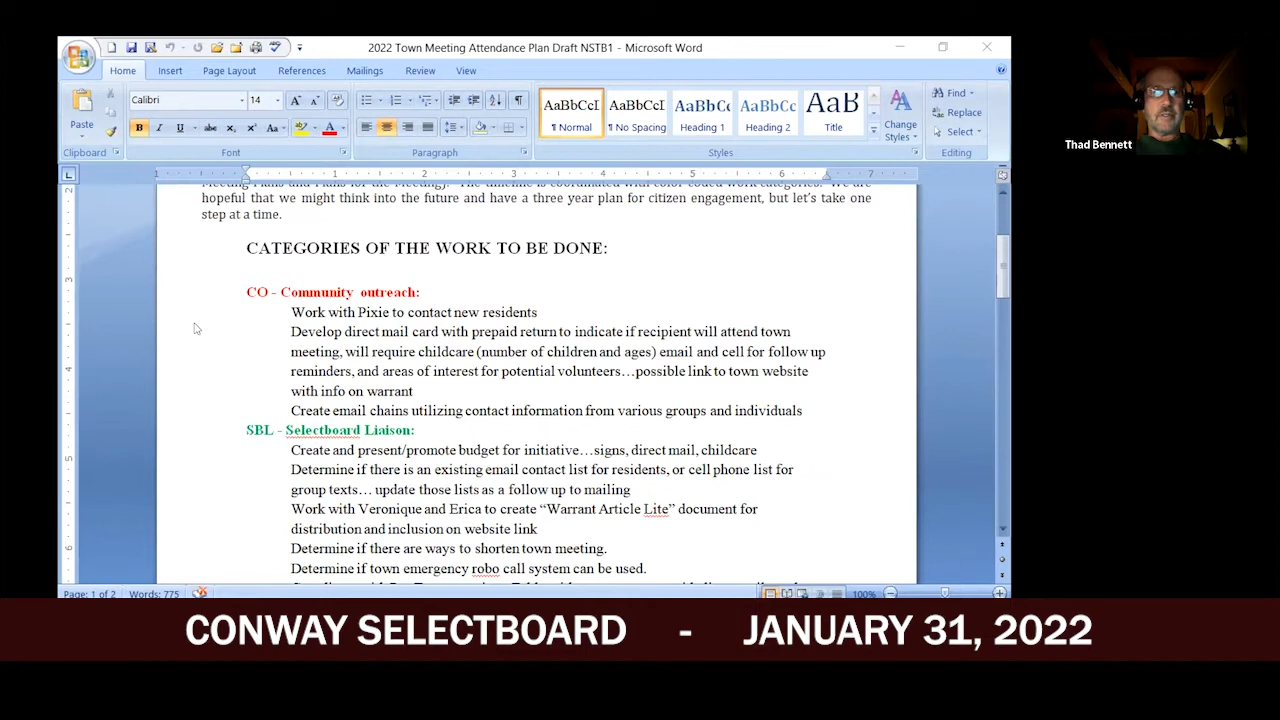 2022 Town Meeting Attendance Plan Draft NSTB1 - Microsoft Word
Home Insert Page Layout References Mailings Review View
Calibri 14
Paste
Clipboard
Font
Paragraph
AaBbCcI AaBbCcI AaBbCc AaBbCc AaB
¶ Normal ¶ No Spacing Heading 1 Heading 2 Title
Change Styles
Styles
Find
Replace
Select
Editing
Thad Bennett
hopeful that we might think into the future and have a three year plan for citizen engagement, but let's take one
step at a time.
CATEGORIES OF THE WORK TO BE DONE:
CO - Community outreach:
Work with Pixie to contact new residents
Develop direct mail card with prepaid return to indicate if recipient will attend town
meeting, will require childcare (number of children and ages) email and cell for follow up
reminders, and areas of interest for potential volunteers…possible link to town website
with info on warrant
Create email chains utilizing contact information from various groups and individuals
SBL - Selectboard Liaison:
Create and present/promote budget for initiative…signs, direct mail, childcare
Determine if there is an existing email contact list for residents, or cell phone list for
group texts… update those lists as a follow up to mailing
Work with Veronique and Erica to create “Warrant Article Lite” document for
distribution and inclusion on website link
Determine if there are ways to shorten town meeting.
Determine if town emergency robo call system can be used.
Page: 1 of 2 Words: 775 100%
CONWAY SELECTBOARD - JANUARY 31, 2022